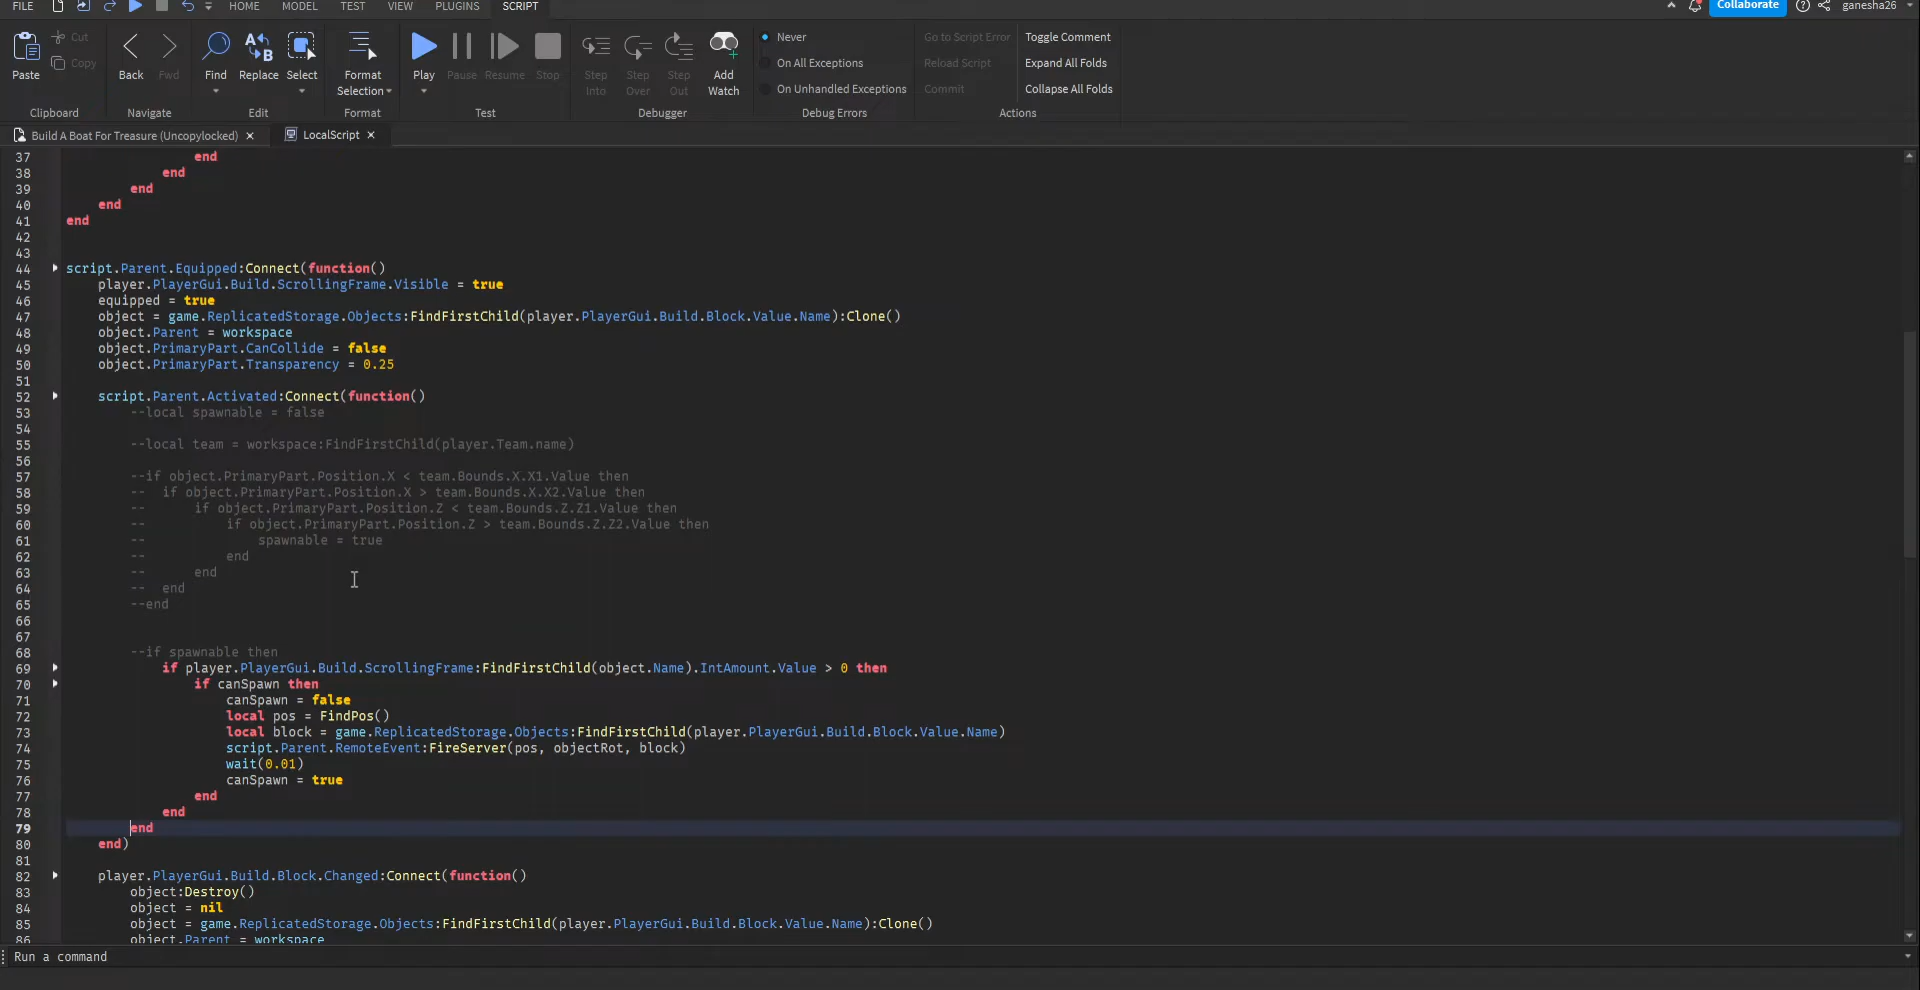 FILE HOME MODEL TEST VIEW PLUGINS SCRIPT Collaborate ganesha26
Paste Cut Copy Clipboard
Back Fwd Navigate
Find Replace Select Edit
Format Selection Format
Play Pause Resume Stop Test
Step Into Step Over Step Out Add Watch Debugger
Never
On All Exceptions
On Unhandled Exceptions
Debug Errors
Go to Script Error Toggle Comment
Reload Script Expand All Folds
Commit Collapse All Folds
Actions
Build A Boat For Treasure (Uncopylocked) LocalScript
37 end
38 end
39 end
40 end
41 end
42
43
44 script.Parent.Equipped:Connect(function()
45 player.PlayerGui.Build.ScrollingFrame.Visible = true
46 equipped = true
47 object = game.ReplicatedStorage.Objects:FindFirstChild(player.PlayerGui.Build.Block.Value.Name):Clone()
48 object.Parent = workspace
49 object.PrimaryPart.CanCollide = false
50 object.PrimaryPart.Transparency = 0.25
51
52 script.Parent.Activated:Connect(function()
53 --local spawnable = false
54
55 --local team = workspace:FindFirstChild(player.Team.name)
56
57 --if object.PrimaryPart.Position.X < team.Bounds.X.X1.Value then
58 -- if object.PrimaryPart.Position.X > team.Bounds.X.X2.Value then
59 -- if object.PrimaryPart.Position.Z < team.Bounds.Z.Z1.Value then
60 -- if object.PrimaryPart.Position.Z > team.Bounds.Z.Z2.Value then
61 -- spawnable = true
62 -- end
63 -- end
64 -- end
65 --end
66
67
68 --if spawnable then
69 if player.PlayerGui.Build.ScrollingFrame:FindFirstChild(object.Name).IntAmount.Value > 0 then
70 if canSpawn then
71 canSpawn = false
72 local pos = FindPos()
73 local block = game.ReplicatedStorage.Objects:FindFirstChild(player.PlayerGui.Build.Block.Value.Name)
74 script.Parent.RemoteEvent:FireServer(pos, objectRot, block)
75 wait(0.01)
76 canSpawn = true
77 end
78 end
79 end
80 end)
81
82 player.PlayerGui.Build.Block.Changed:Connect(function()
83 object:Destroy()
84 object = nil
85 object = game.ReplicatedStorage.Objects:FindFirstChild(player.PlayerGui.Build.Block.Value.Name):Clone()
86 object.Parent = workspace
Run a command